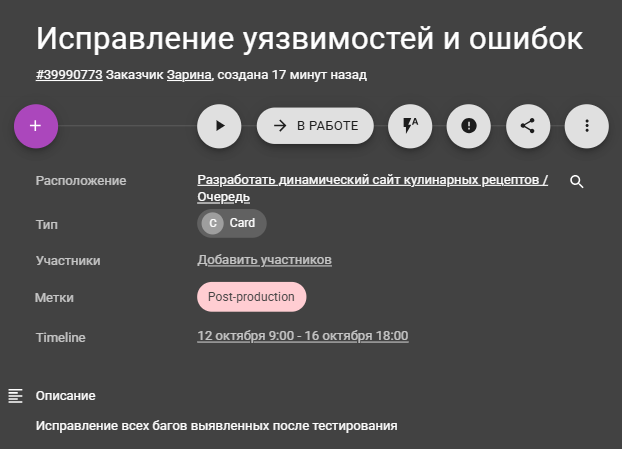 Исправление уязвимостей и ошибок
#39990773 Заказчик Зарина, создана 17 минут назад
В РАБОТЕ
A
Расположение
Разработать динамический сайт кулинарных рецептов /
Очередь
Тип
C Card
Участники
Добавить участников
Метки
Post-production
Timeline
12 октября 9:00 - 16 октября 18:00
Описание
Исправление всех багов выявленных после тестирования